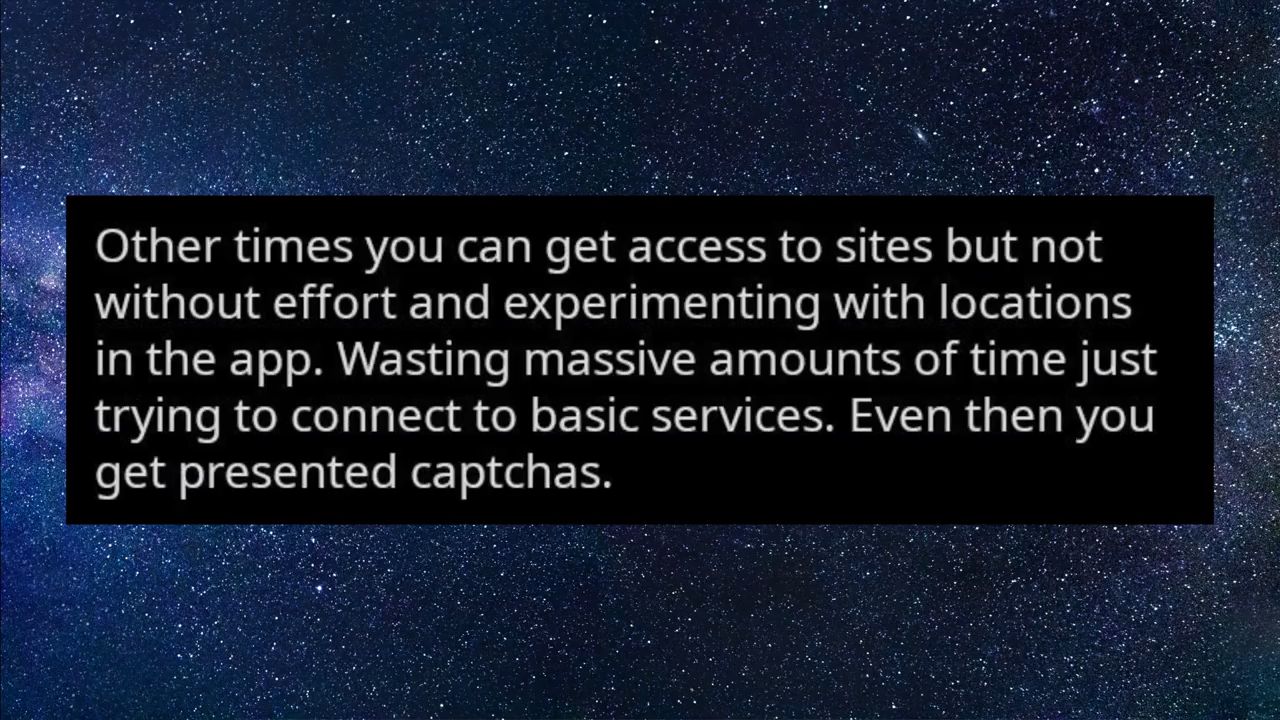 Other times you can get access to sites but not
without effort and experimenting with locations
in the app. Wasting massive amounts of time just
trying to connect to basic services. Even then you
get presented captchas.